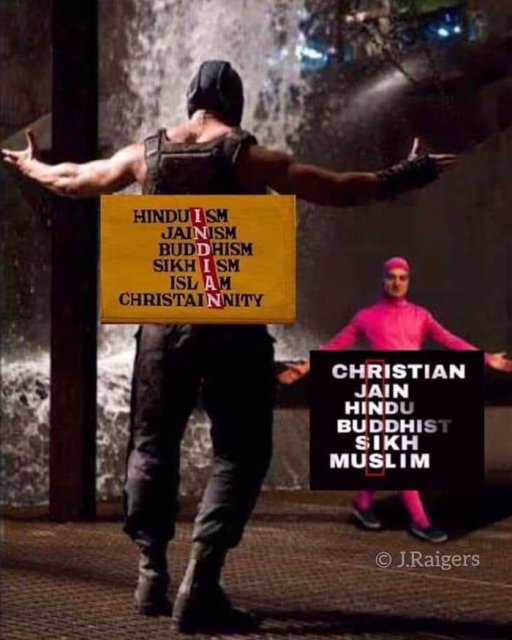 HINDUISM
JAINISM
BUDDHISM
SIKHISM
ISLAM
CHRISTAINNITY
CHRISTIAN
JAIN
HINDU
BUDDHIST
SIKH
MUSLIM
© J.Raigers